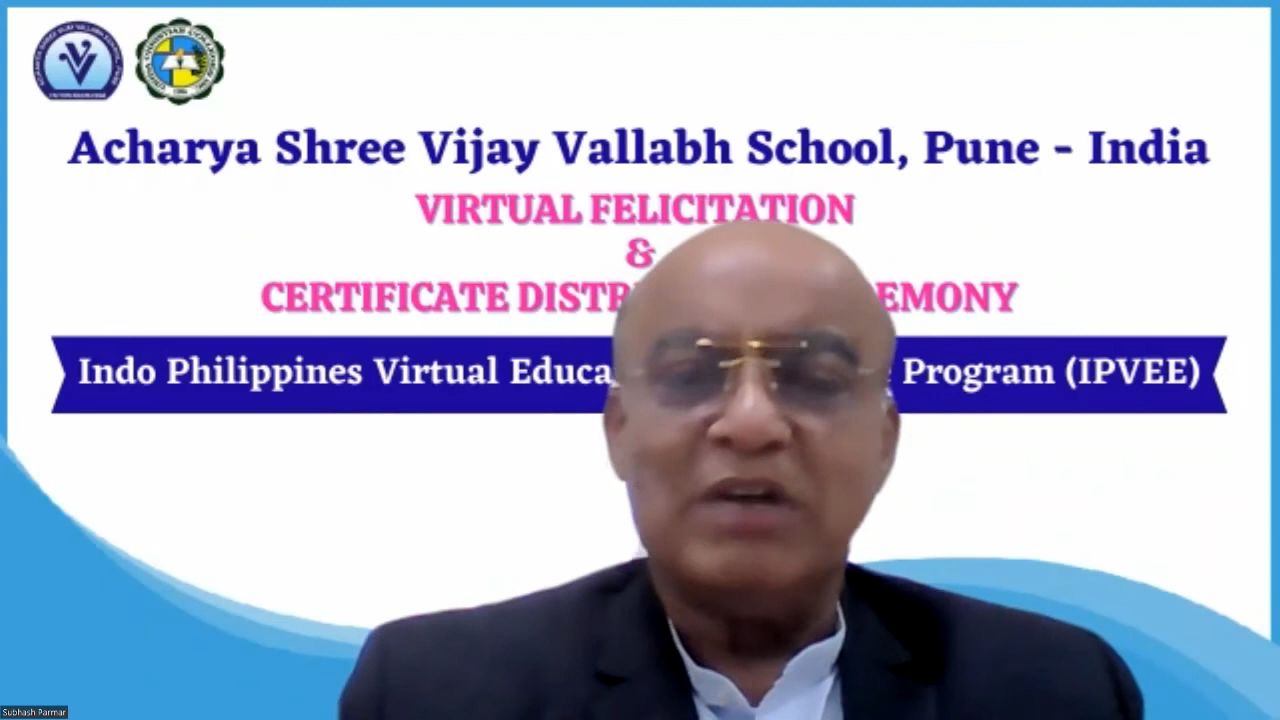 Acharya Shree Vijay Vallabh School, Pune - India
VIRTUAL FELICITATION
&
CERTIFICATE DISTR EMONY
Indo Philippines Virtual Educa Program (IPVEE)
Subhash Parmar